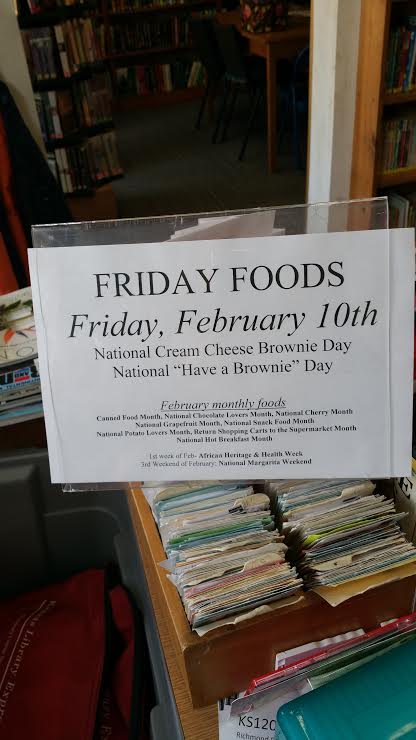 FRIDAY FOODS
Friday, February 10th
National Cream Cheese Brownie Day
National “Have a Brownie” Day
February monthly foods
Canned Food Month, National Chocolate Lovers Month, National Cherry Month
National Grapefruit Month, National Snack Food Month
National Potato Lovers Month, Return Shopping Carts to the Supermarket Month
National Hot Breakfast Month
1st week of Feb- African Heritage & Health Week
3rd Weekend of February: National Margarita Weekend
Library Expr
KS120
Richmond